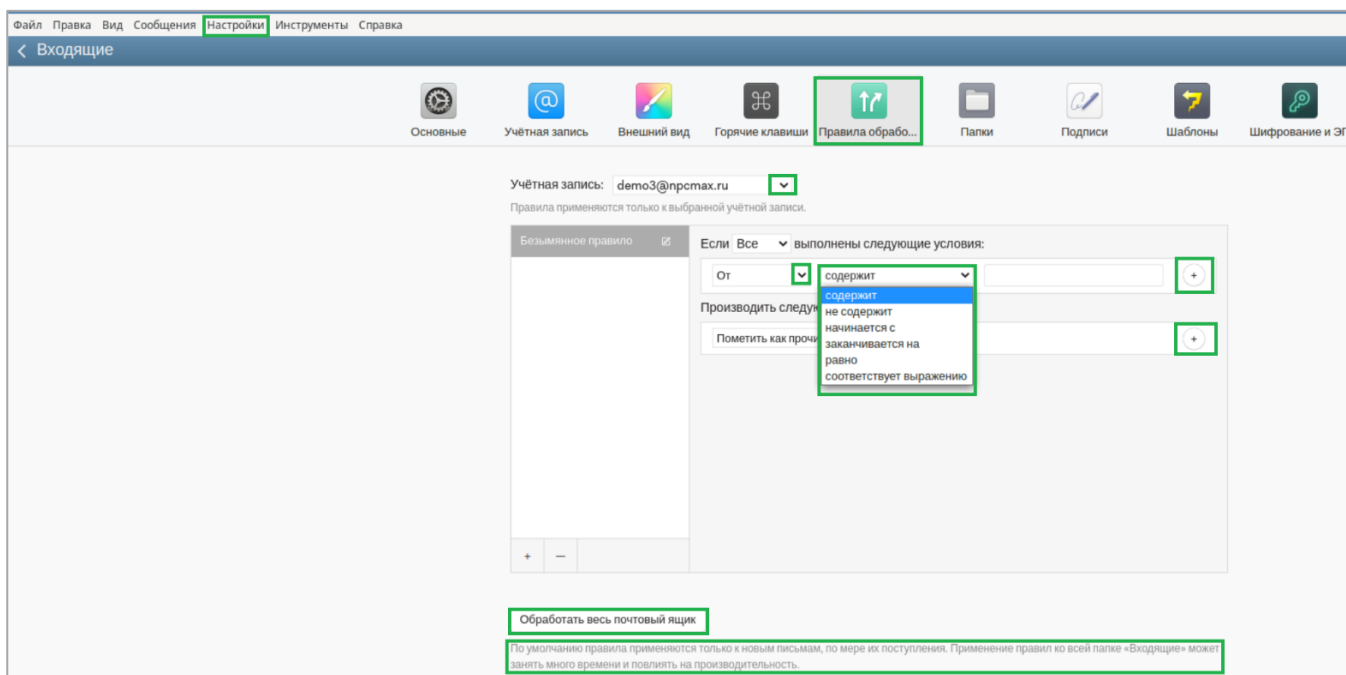 Файл Правка Вид Сообщения Настройки Инструменты Справка
Входящие
Основные Учётная запись Внешний вид Горячие клавиши Правила обрабо... Папки Подписи Шаблоны Шифрование и ЭП
Учётная запись: demo3@npcmax.ru
Правила применяются только к выбранной учётной записи.
Безымянное правило
Если Все выполнены следующие условия:
От содержит +
содержит
не содержит
начинается с
заканчивается на
равно
соответствует выражению
Производить следую
Пометить как прочи +
+ —
Обработать весь почтовый ящик
По умолчанию правила применяются только к новым письмам, по мере их поступления. Применение правил ко всей папке «Входящие» может
занять много времени и повлиять на производительность.